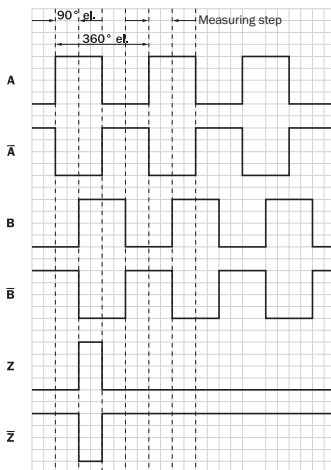 90° el.
Measuring step
360° el.
A
A̅
B
B̅
Z
Z̅